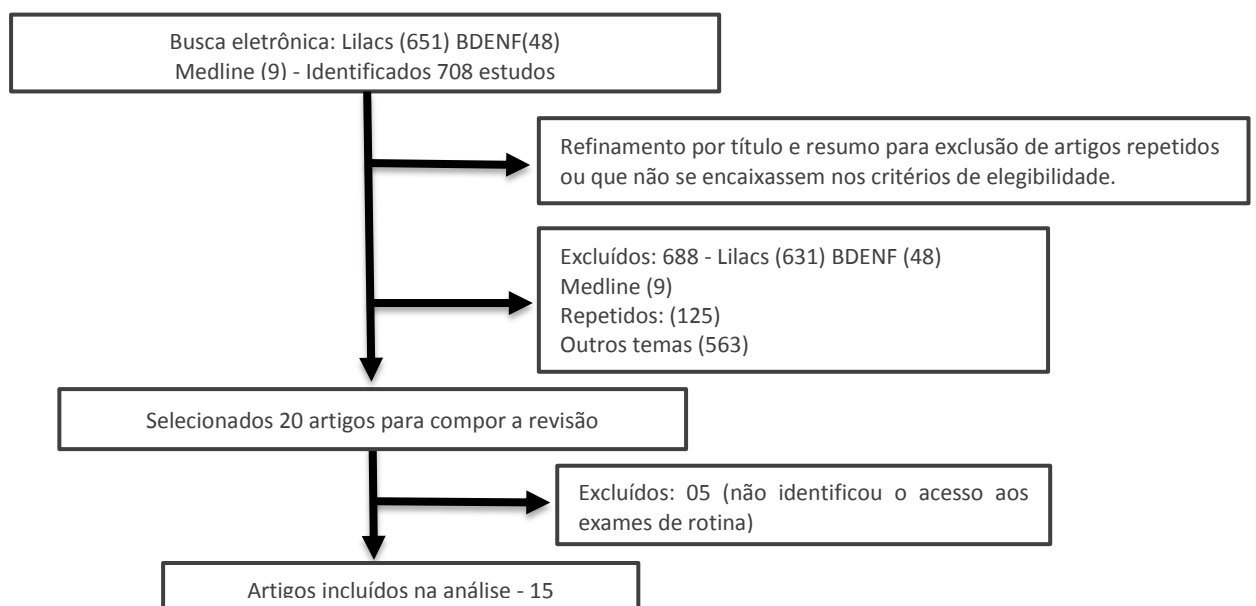 Busca eletrônica: Lilacs (651) BDENF(48)
Medline (9) - Identificados 708 estudos
Refinamento por título e resumo para exclusão de artigos repetidos
ou que não se encaixassem nos critérios de elegibilidade.
Excluídos: 688 - Lilacs (631) BDENF (48)
Medline (9)
Repetidos: (125)
Outros temas (563)
Selecionados 20 artigos para compor a revisão
Excluídos: 05 (não identificou o acesso aos
exames de rotina)
Artigos incluídos na análise - 15